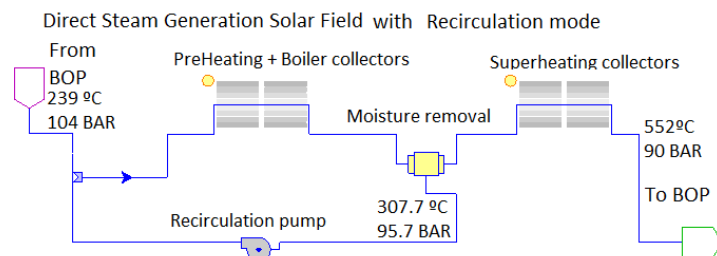 Direct Steam Generation Solar Field with Recirculation mode
From
BOP
239 ºC
104 BAR
PreHeating + Boiler collectors
Superheating collectors
Moisture removal
552ºC
90 BAR
To BOP
307.7 ºC
95.7 BAR
Recirculation pump